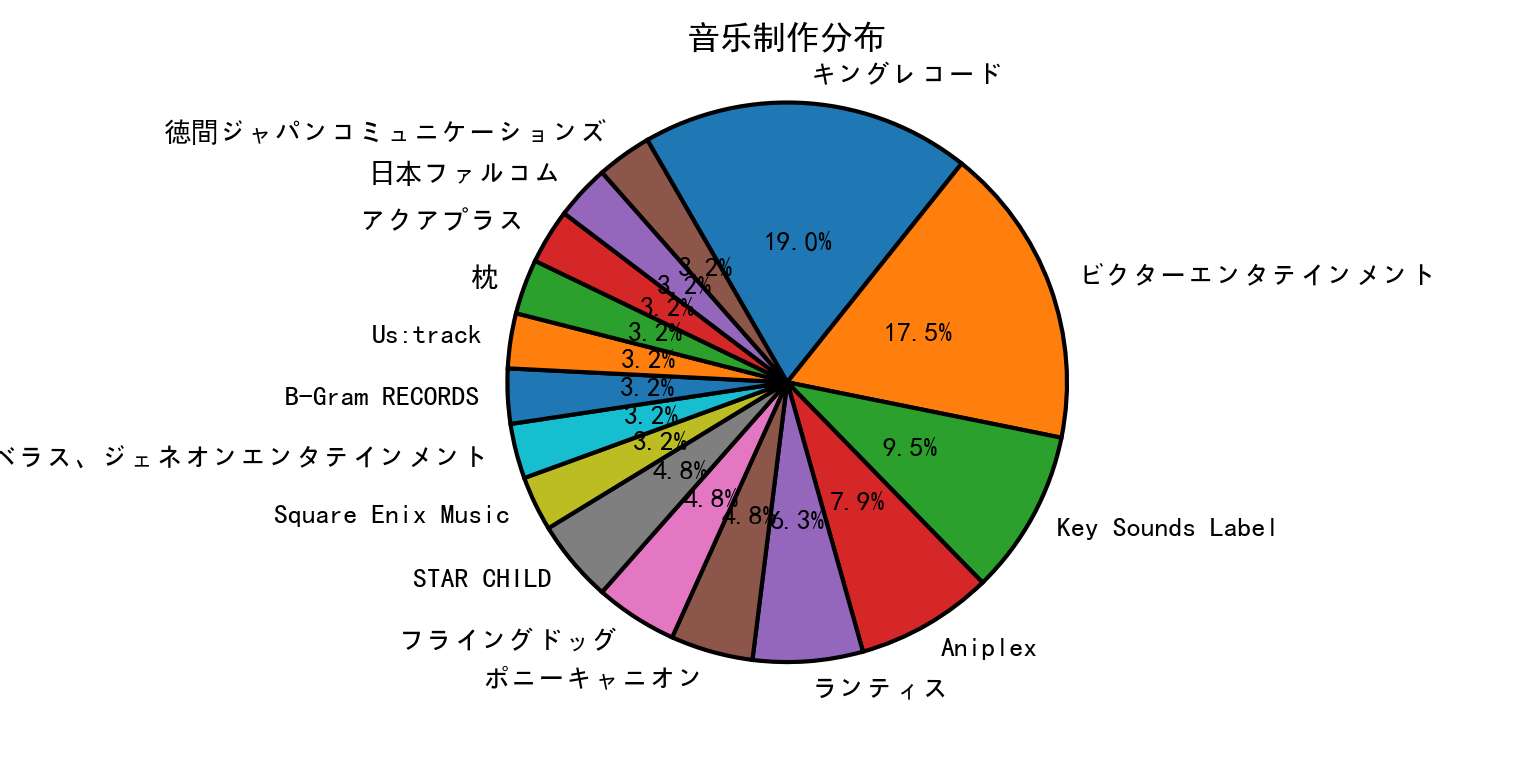 音乐制作分布
キングレコード
徳間ジャパンコミュニケーションズ
日本ファルコム
アクアプラス
枕
Us:track
B-Gram RECORDS
ベラス、ジェネオンエンタテインメント
Square Enix Music
STAR CHILD
フライングドッグ
ポニーキャニオン
ランティス
Aniplex
Key Sounds Label
ビクターエンタテインメント
19.0%
3.2%
3.2%
3.2%
3.2%
3.2%
3.2%
3.2%
3.2%
4.8%
4.8%
4.8%
6.3%
7.9%
9.5%
17.5%